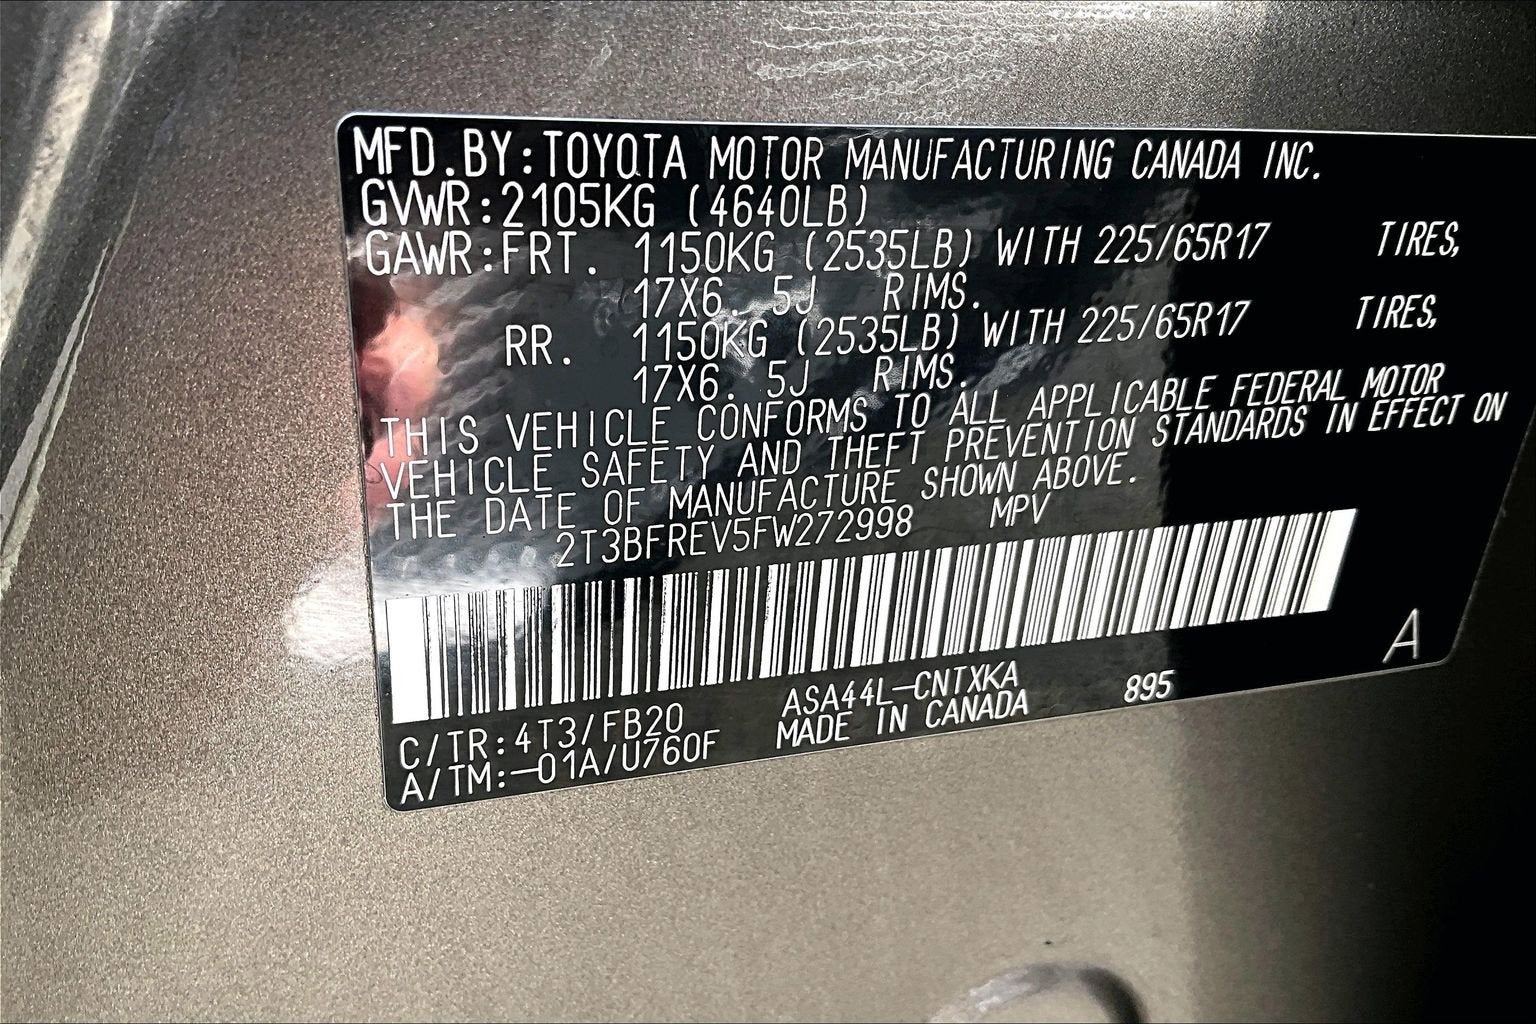 MFD.BY:TOYOTA MOTOR MANUFACTURING CANADA INC.
GVWR:2105KG (4640LB)
GAWR:FRT. 1150KG (2535LB) WITH 225/65R17 TIRES,
17X6. 5J RIMS.
RR. 1150KG (2535LB) WITH 225/65R17 TIRES,
17X6. 5J RIMS.
THIS VEHICLE CONFORMS TO ALL APPLICABLE FEDERAL MOTOR
VEHICLE SAFETY AND THEFT PREVENTION STANDARDS IN EFFECT ON
THE DATE OF MANUFACTURE SHOWN ABOVE.
2T3BFREV5FW272998 MPV
C/TR:4T3/FB20 ASA44L-CNTXKA 895 A
A/TM:-01A/U760F MADE IN CANADA